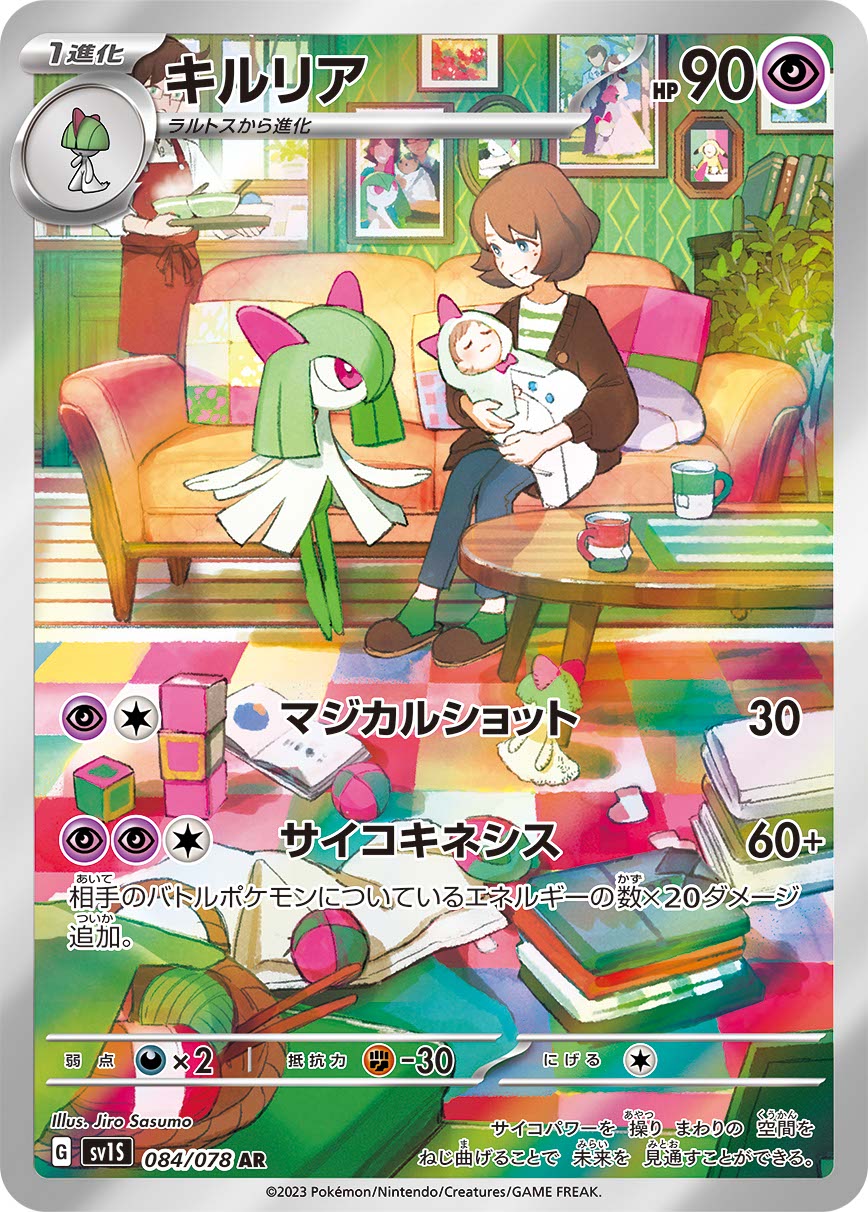 1進化
キルリア
HP 90
ラルトスから進化
マジカルショット 30
サイコキネシス 60+
相手のバトルポケモンについているエネルギーの数×20ダメージ
追加。
弱点 ×2 抵抗力 -30 にげる
Illus. Jiro Sasumo
サイコパワーを 操り まわりの 空間を
ねじ曲げることで 未来を 見通すことができる。
G sv1S 084/078 AR
©2023 Pokémon/Nintendo/Creatures/GAME FREAK.